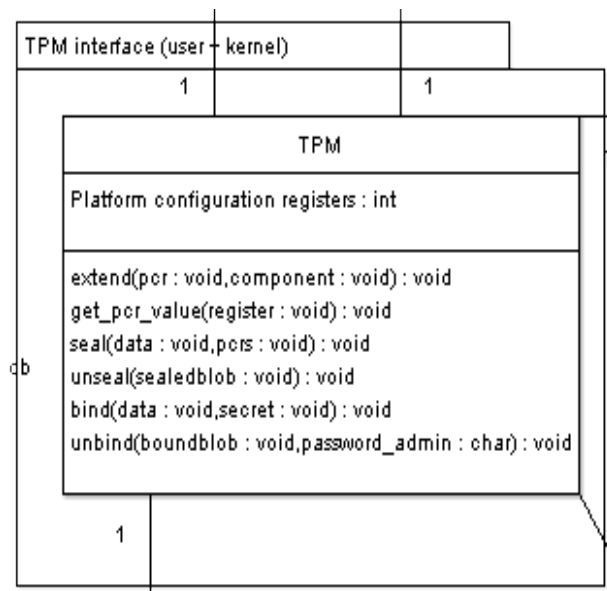 TPM interface (user + kernel)
1 1
TPM
Platform configuration registers : int
extend(pcr : void,component : void) : void
get_pcr_value(register : void) : void
seal(data : void,pcrs : void) : void
unseal(sealedblob : void) : void
bind(data : void,secret : void) : void
unbind(boundblob : void,password_admin : char) : void
1